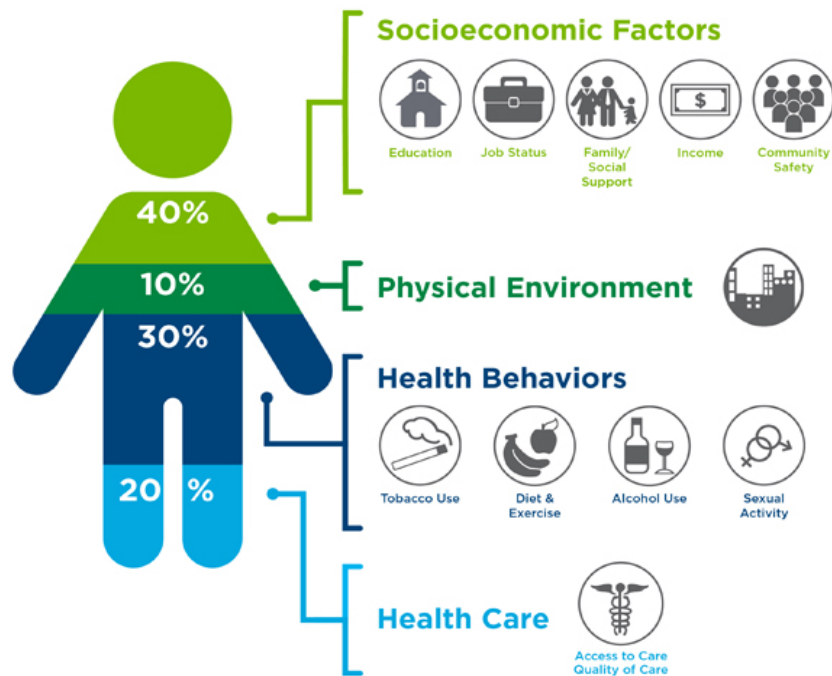 Socioeconomic Factors
$
Education
Job Status
Family/
Social
Support
Income
Community
Safety
40%
10%
Physical Environment
30%
Health Behaviors
Tobacco Use
Diet &
Exercise
Alcohol Use
Sexual
Activity
20 %
Health Care
Access to Care
Quality of Care